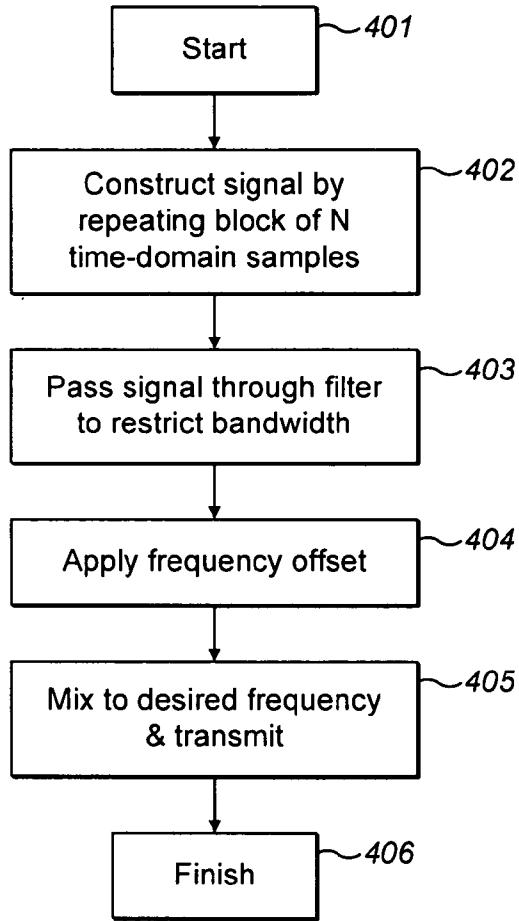 401
Start
402
Construct signal by
repeating block of N
time-domain samples
403
Pass signal through filter
to restrict bandwidth
404
Apply frequency offset
405
Mix to desired frequency
& transmit
406
Finish